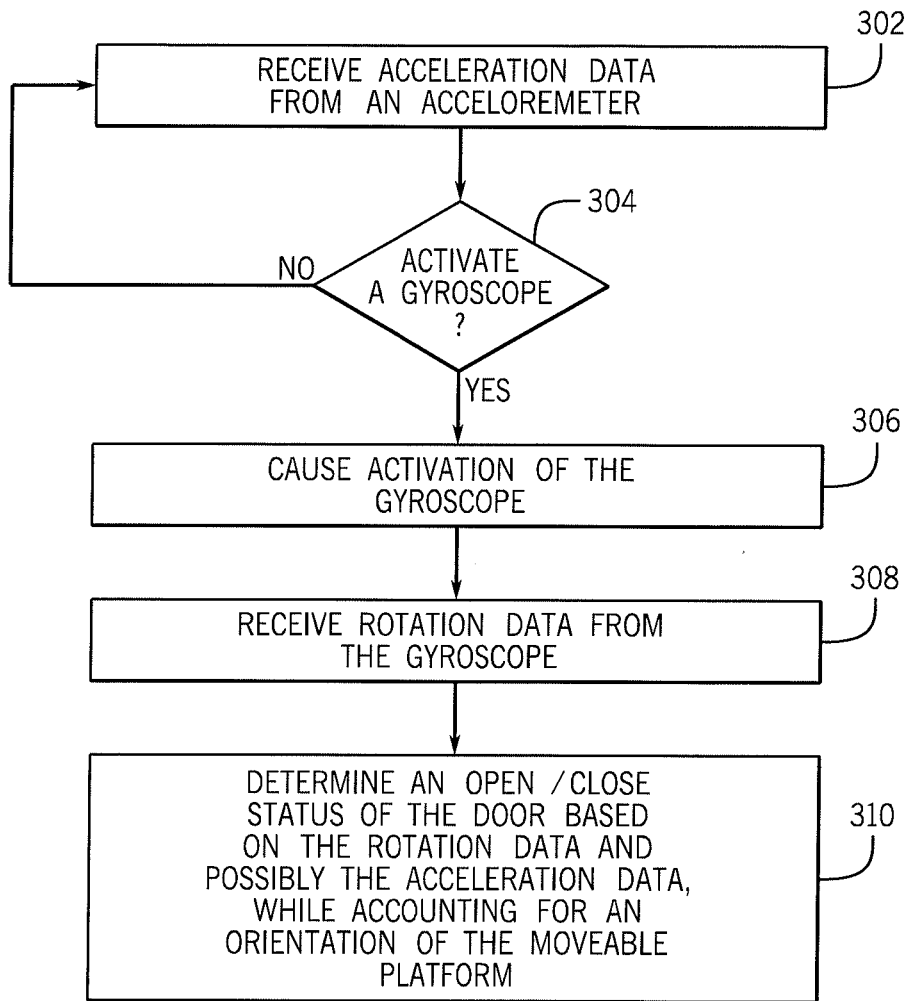 302
RECEIVE ACCELERATION DATA
FROM AN ACCELOREMETER
304
ACTIVATE
A GYROSCOPE
?
NO
YES
306
CAUSE ACTIVATION OF THE
GYROSCOPE
308
RECEIVE ROTATION DATA FROM
THE GYROSCOPE
310
DETERMINE AN OPEN / CLOSE
STATUS OF THE DOOR BASED
ON THE ROTATION DATA AND
POSSIBLY THE ACCELERATION DATA,
WHILE ACCOUNTING FOR AN
ORIENTATION OF THE MOVEABLE
PLATFORM